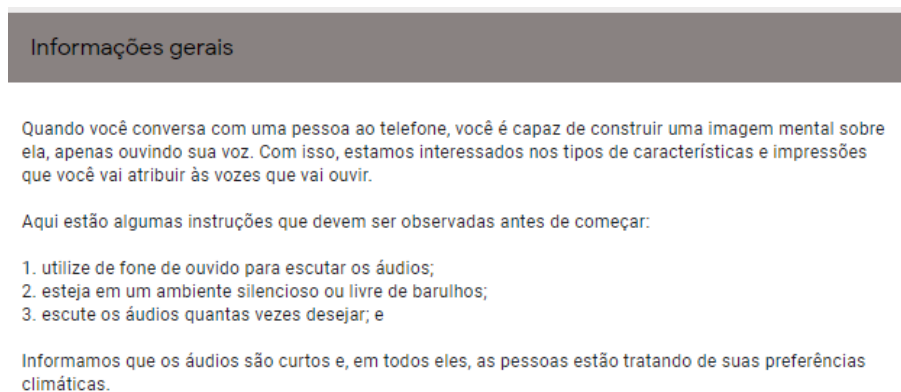 Informações gerais
Quando você conversa com uma pessoa ao telefone, você é capaz de construir uma imagem mental sobre
ela, apenas ouvindo sua voz. Com isso, estamos interessados nos tipos de características e impressões
que você vai atribuir às vozes que vai ouvir.
Aqui estão algumas instruções que devem ser observadas antes de começar:
1. utilize de fone de ouvido para escutar os áudios;
2. esteja em um ambiente silencioso ou livre de barulhos;
3. escute os áudios quantas vezes desejar; e
Informamos que os áudios são curtos e, em todos eles, as pessoas estão tratando de suas preferências
climáticas.